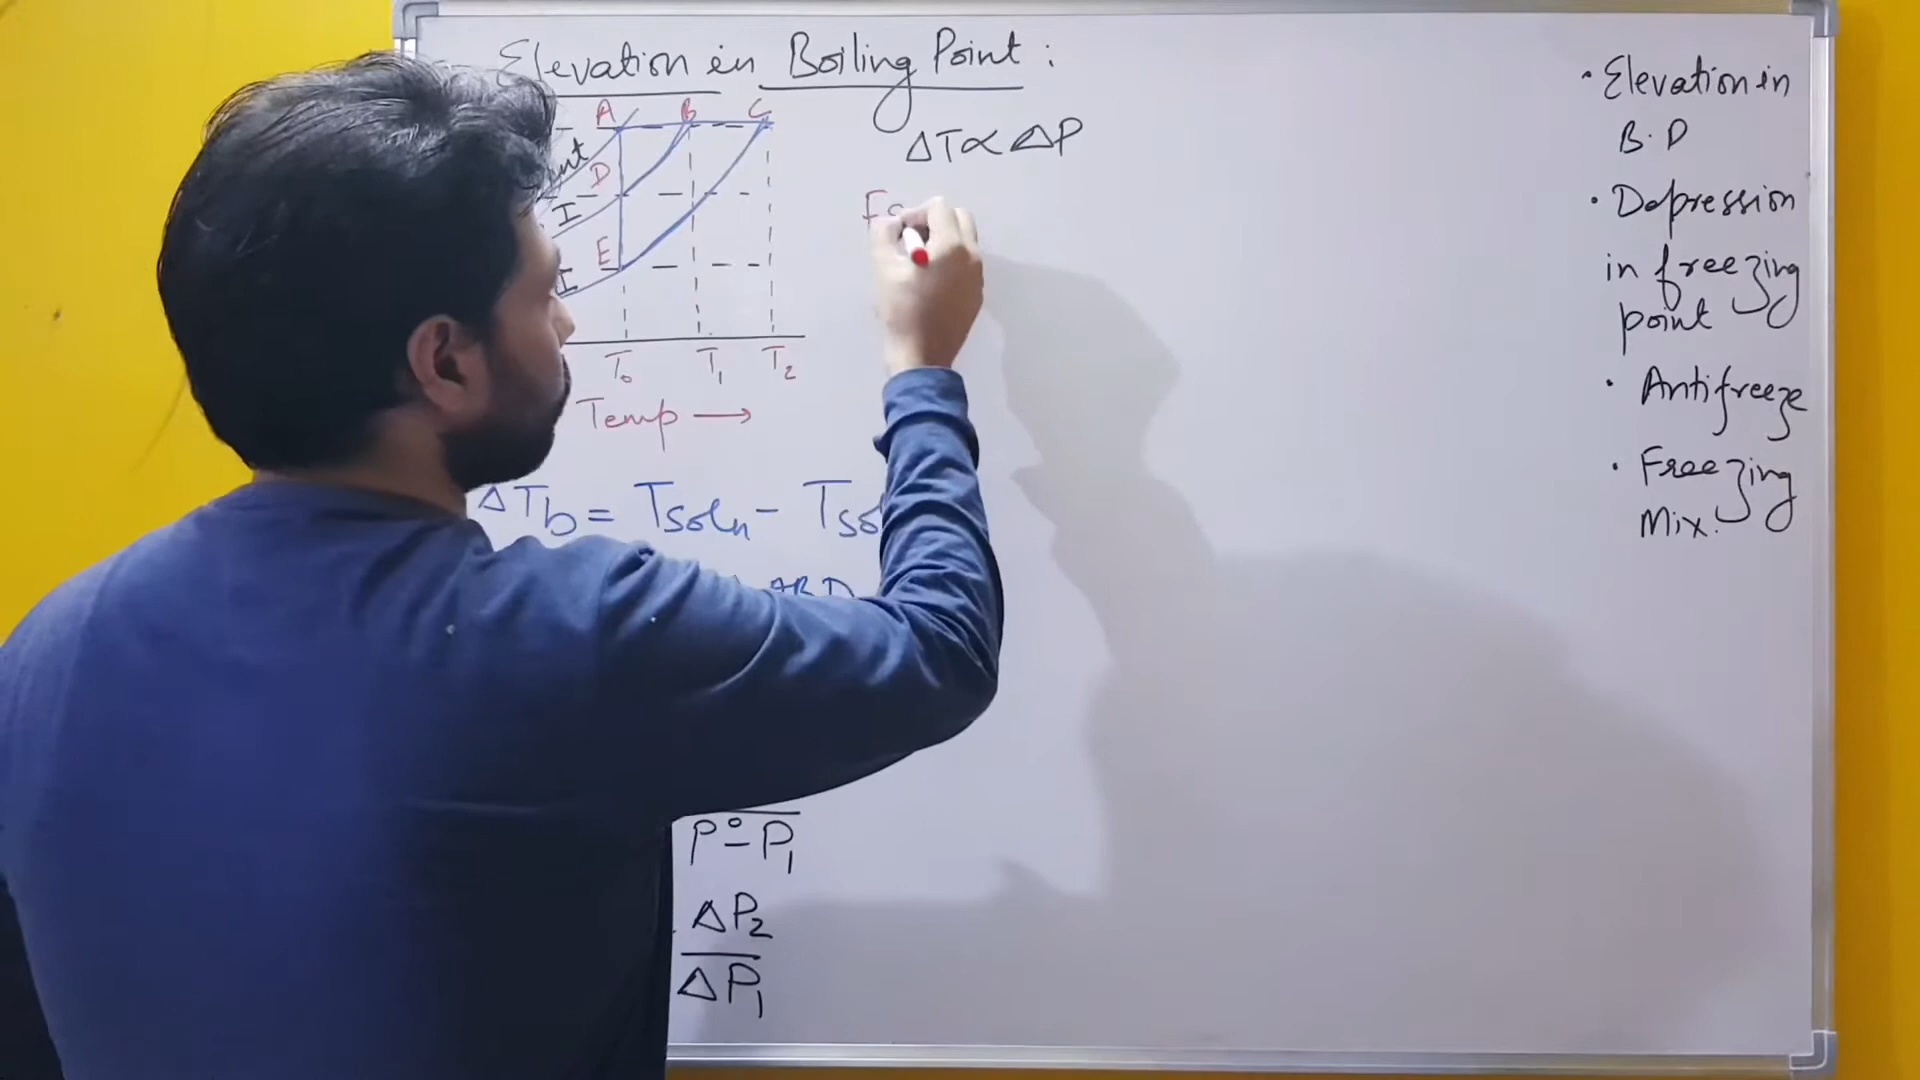 Elevation in Boiling Point :
A B C
D
I
E
I
T₀ T₁ T₂
Temp →
ΔT ∝ ΔP
ΔTb = Tsoln -
ABD
P° - P₁
ΔP₂
ΔP₁
• Elevation in
B.P
• Depression
in freezing
point
• Antifreeze
• Freezing
Mix.